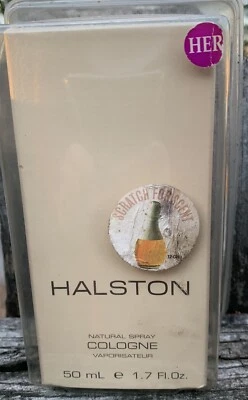 HER
SCRATCH FOR SCENT
HALSTON
NATURAL SPRAY
COLOGNE
VAPORISATEUR
50 mL e 1.7 Fl.Oz.